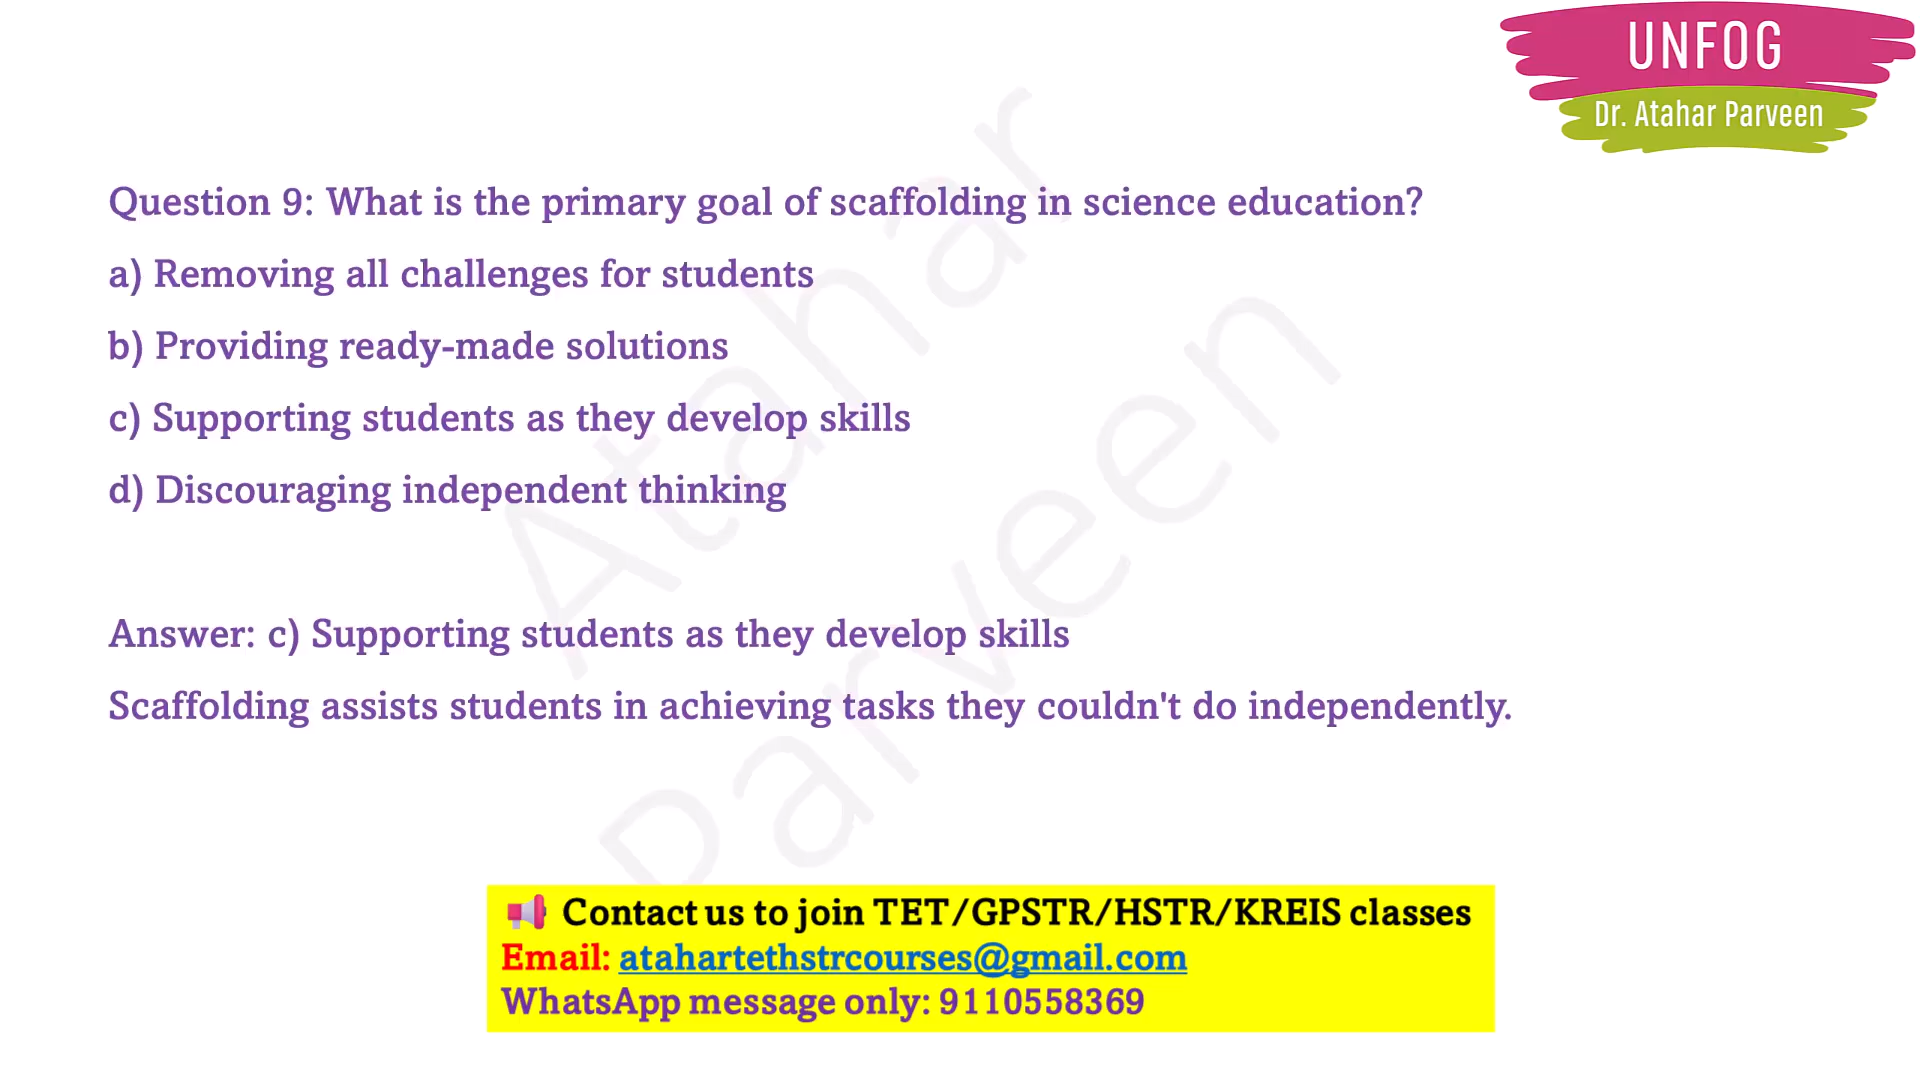 UNFOG
Dr. Atahar Parveen
Question 9: What is the primary goal of scaffolding in science education?
a) Removing all challenges for students
b) Providing ready-made solutions
c) Supporting students as they develop skills
d) Discouraging independent thinking
Answer: c) Supporting students as they develop skills
Scaffolding assists students in achieving tasks they couldn't do independently.
Atahar
Parveen
📢 Contact us to join TET/GPSTR/HSTR/KREIS classes
Email: atahartethstrcourses@gmail.com
WhatsApp message only: 9110558369